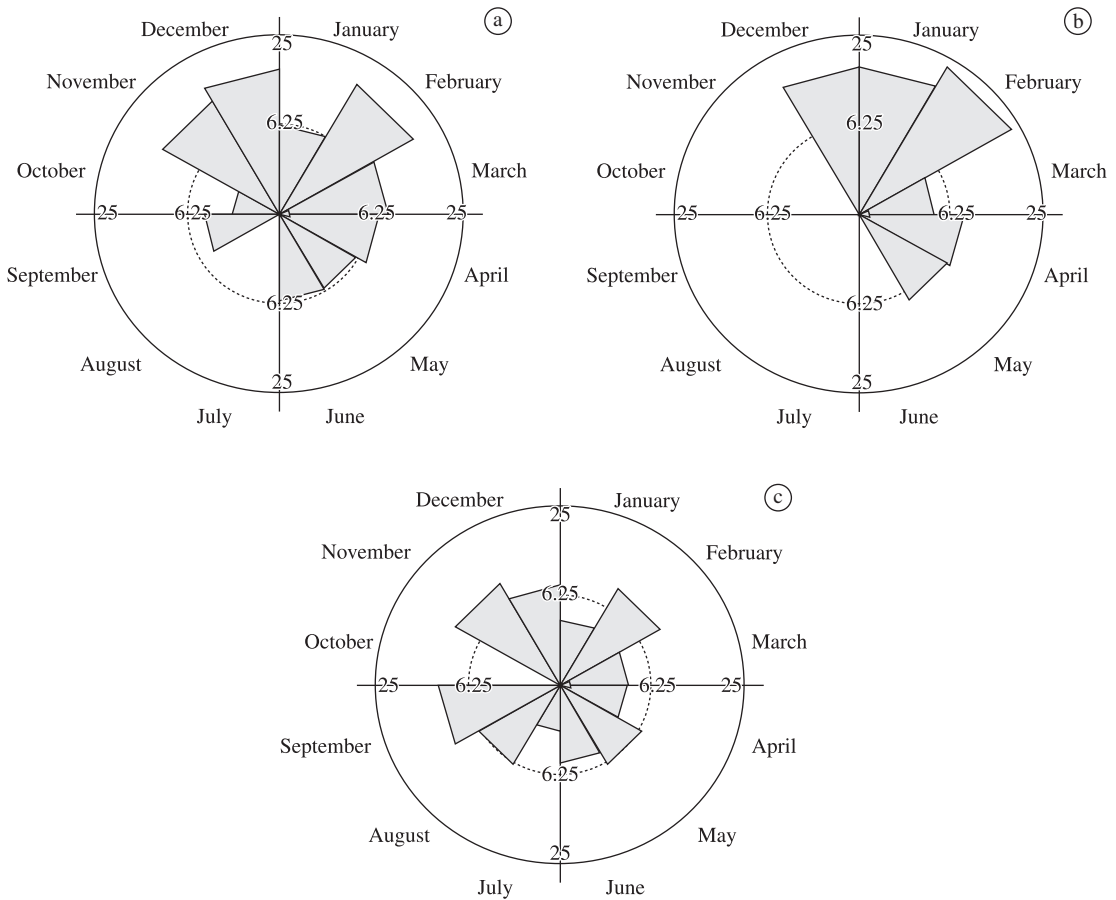 a
December January
25
November February
6.25
October March
25 6.25 6.25 25
September April
6.25
August May
25
July June
b
December January
25
November February
6.25
October March
25 6.25 6.25 25
September April
6.25
August May
25
July June
c
December January
25
November February
6.25
October March
25 6.25 6.25 25
September April
6.25
August May
25
July June